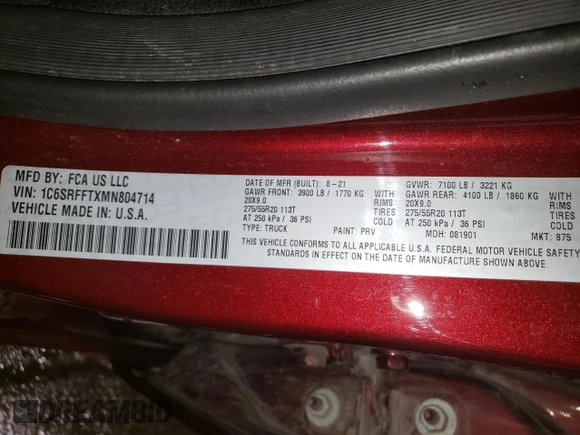 MFD BY: FCA US LLC
VIN: 1C6SRFFTXMN804714
VEHICLE MADE IN: U.S.A.
DATE OF MFR (BUILT): 8-21 GVWR: 7100 LB / 3221 KG
GAWR FRONT: 3900 LB / 1770 KG WITH GAWR REAR: 4100 LB / 1860 KG WITH
20X9.0 RIMS 20X9.0 RIMS
275/55R20 113T TIRES 275/55R20 113T TIRES
AT 250 kPa / 36 PSI COLD AT 250 kPa / 36 PSI COLD
TYPE: TRUCK PAINT: PRV MDH: 081901 MKT: 875
THIS VEHICLE CONFORMS TO ALL APPLICABLE U.S.A. FEDERAL MOTOR VEHICLE SAFETY
STANDARDS IN EFFECT ON THE DATE OF MANUFACTURE SHOWN ABOVE.
DREAMBID